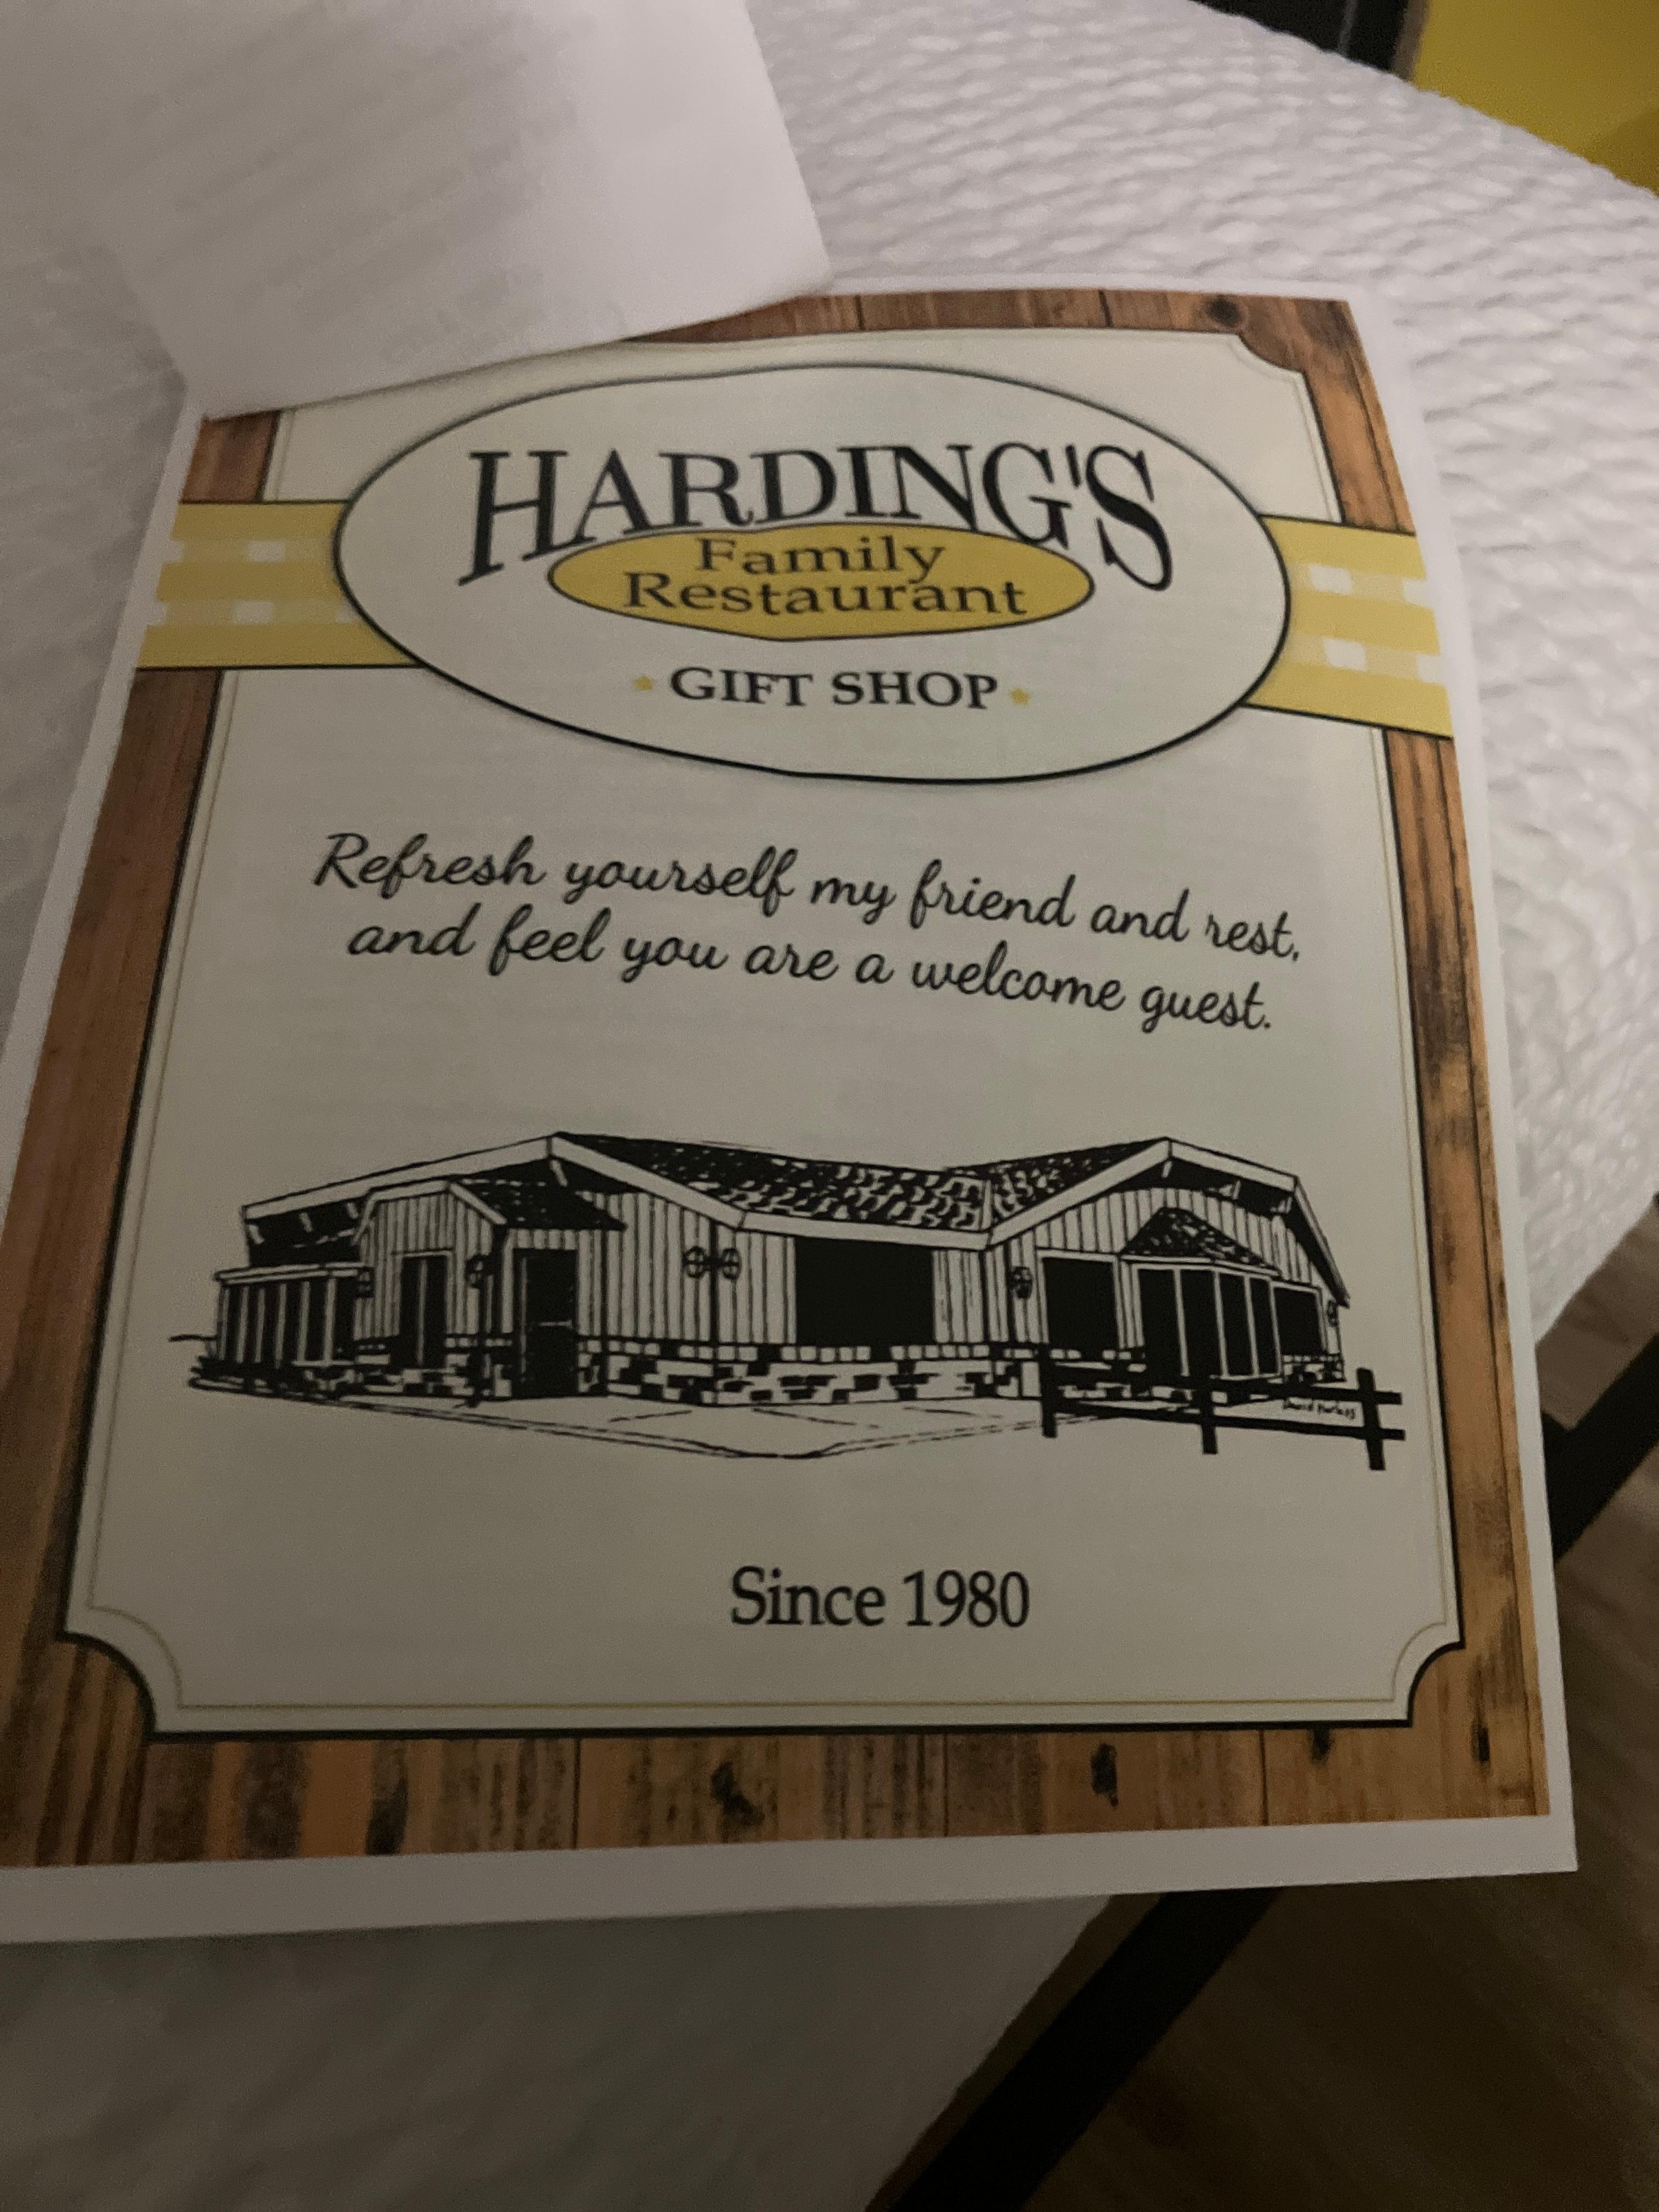 HARDING'S
Family
Restaurant
GIFT SHOP
Refresh yourself my friend and rest,
and feel you are a welcome guest.
Since 1980